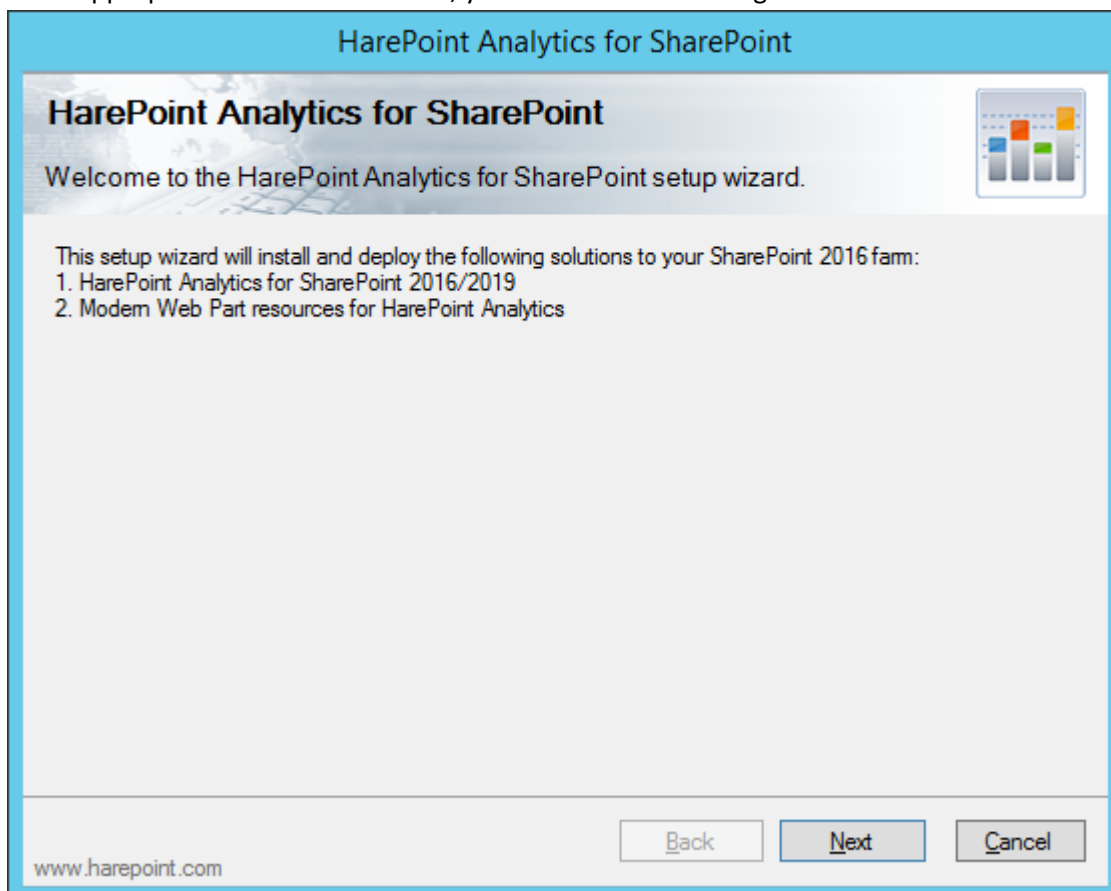 HarePoint Analytics for SharePoint
HarePoint Analytics for SharePoint
Welcome to the HarePoint Analytics for SharePoint setup wizard.
This setup wizard will install and deploy the following solutions to your SharePoint 2016 farm:
1. HarePoint Analytics for SharePoint 2016/2019
2. Modern Web Part resources for HarePoint Analytics
Back Next Cancel
www.harepoint.com